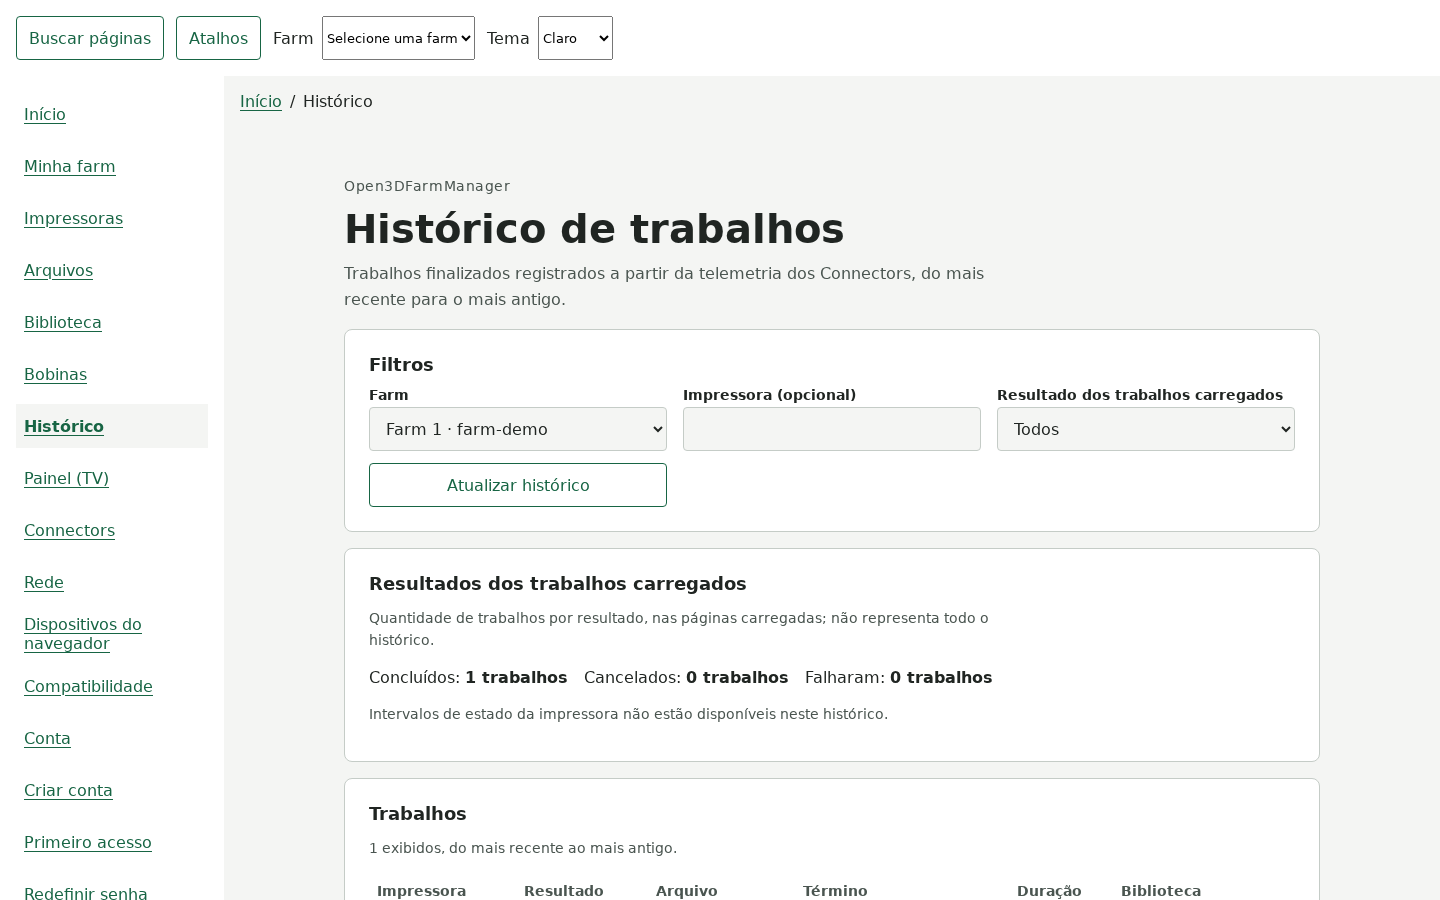 Buscar páginas Atalhos Farm Selecione uma farm Tema Claro
Início / Histórico
Início
Minha farm
Impressoras
Arquivos
Biblioteca
Bobinas
Histórico
Painel (TV)
Connectors
Rede
Dispositivos do
navegador
Compatibilidade
Conta
Criar conta
Primeiro acesso
Redefinir senha
Open3DFarmManager
Histórico de trabalhos
Trabalhos finalizados registrados a partir da telemetria dos Connectors, do mais
recente para o mais antigo.
Filtros
Farm Impressora (opcional) Resultado dos trabalhos carregados
Farm 1 · farm-demo Todos
Atualizar histórico
Resultados dos trabalhos carregados
Quantidade de trabalhos por resultado, nas páginas carregadas; não representa todo o
histórico.
Concluídos: 1 trabalhos Cancelados: 0 trabalhos Falharam: 0 trabalhos
Intervalos de estado da impressora não estão disponíveis neste histórico.
Trabalhos
1 exibidos, do mais recente ao mais antigo.
Impressora Resultado Arquivo Término Duração Biblioteca